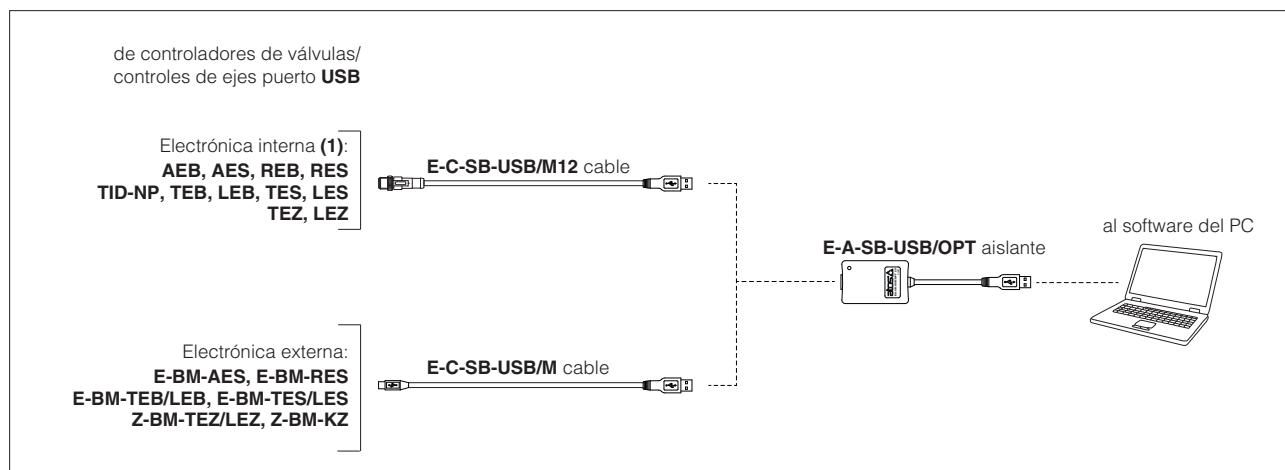 de controladores de válvulas/
controles de ejes puerto USB
Electrónica interna (1):
AEB, AES, REB, RES
TID-NP, TEB, LEB, TES, LES
TEZ, LEZ
E-C-SB-USB/M12 cable
E-A-SB-USB/OPT aislante
al software del PC
atos
Electrónica externa:
E-BM-AES, E-BM-RES
E-BM-TEB/LEB, E-BM-TES/LES
Z-BM-TEZ/LEZ, Z-BM-KZ
E-C-SB-USB/M cable